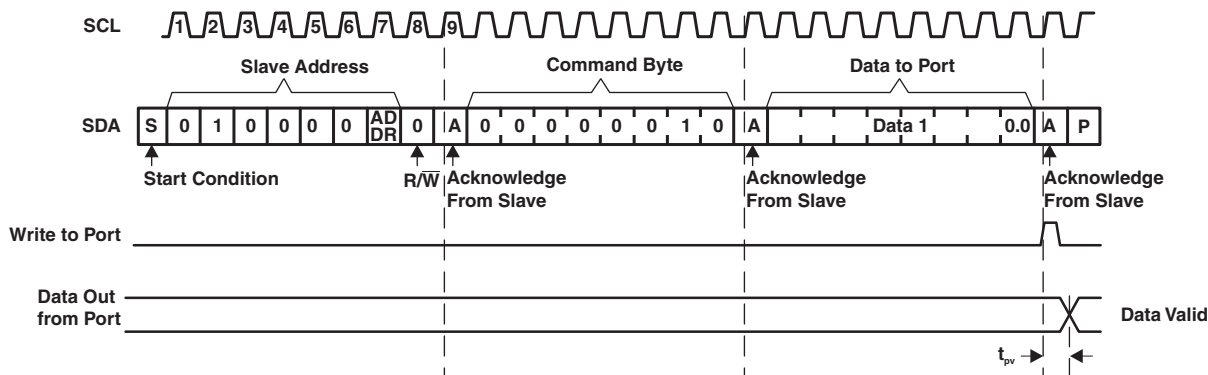 SCL 1 2 3 4 5 6 7 8 9
Slave Address Command Byte Data to Port
SDA S 0 1 0 0 0 0 AD DR 0 A 0 0 0 0 0 0 1 0 A Data 1 0.0 A P
Start Condition R/W̅ Acknowledge From Slave Acknowledge From Slave Acknowledge From Slave
Write to Port
Data Out from Port Data Valid
tpv